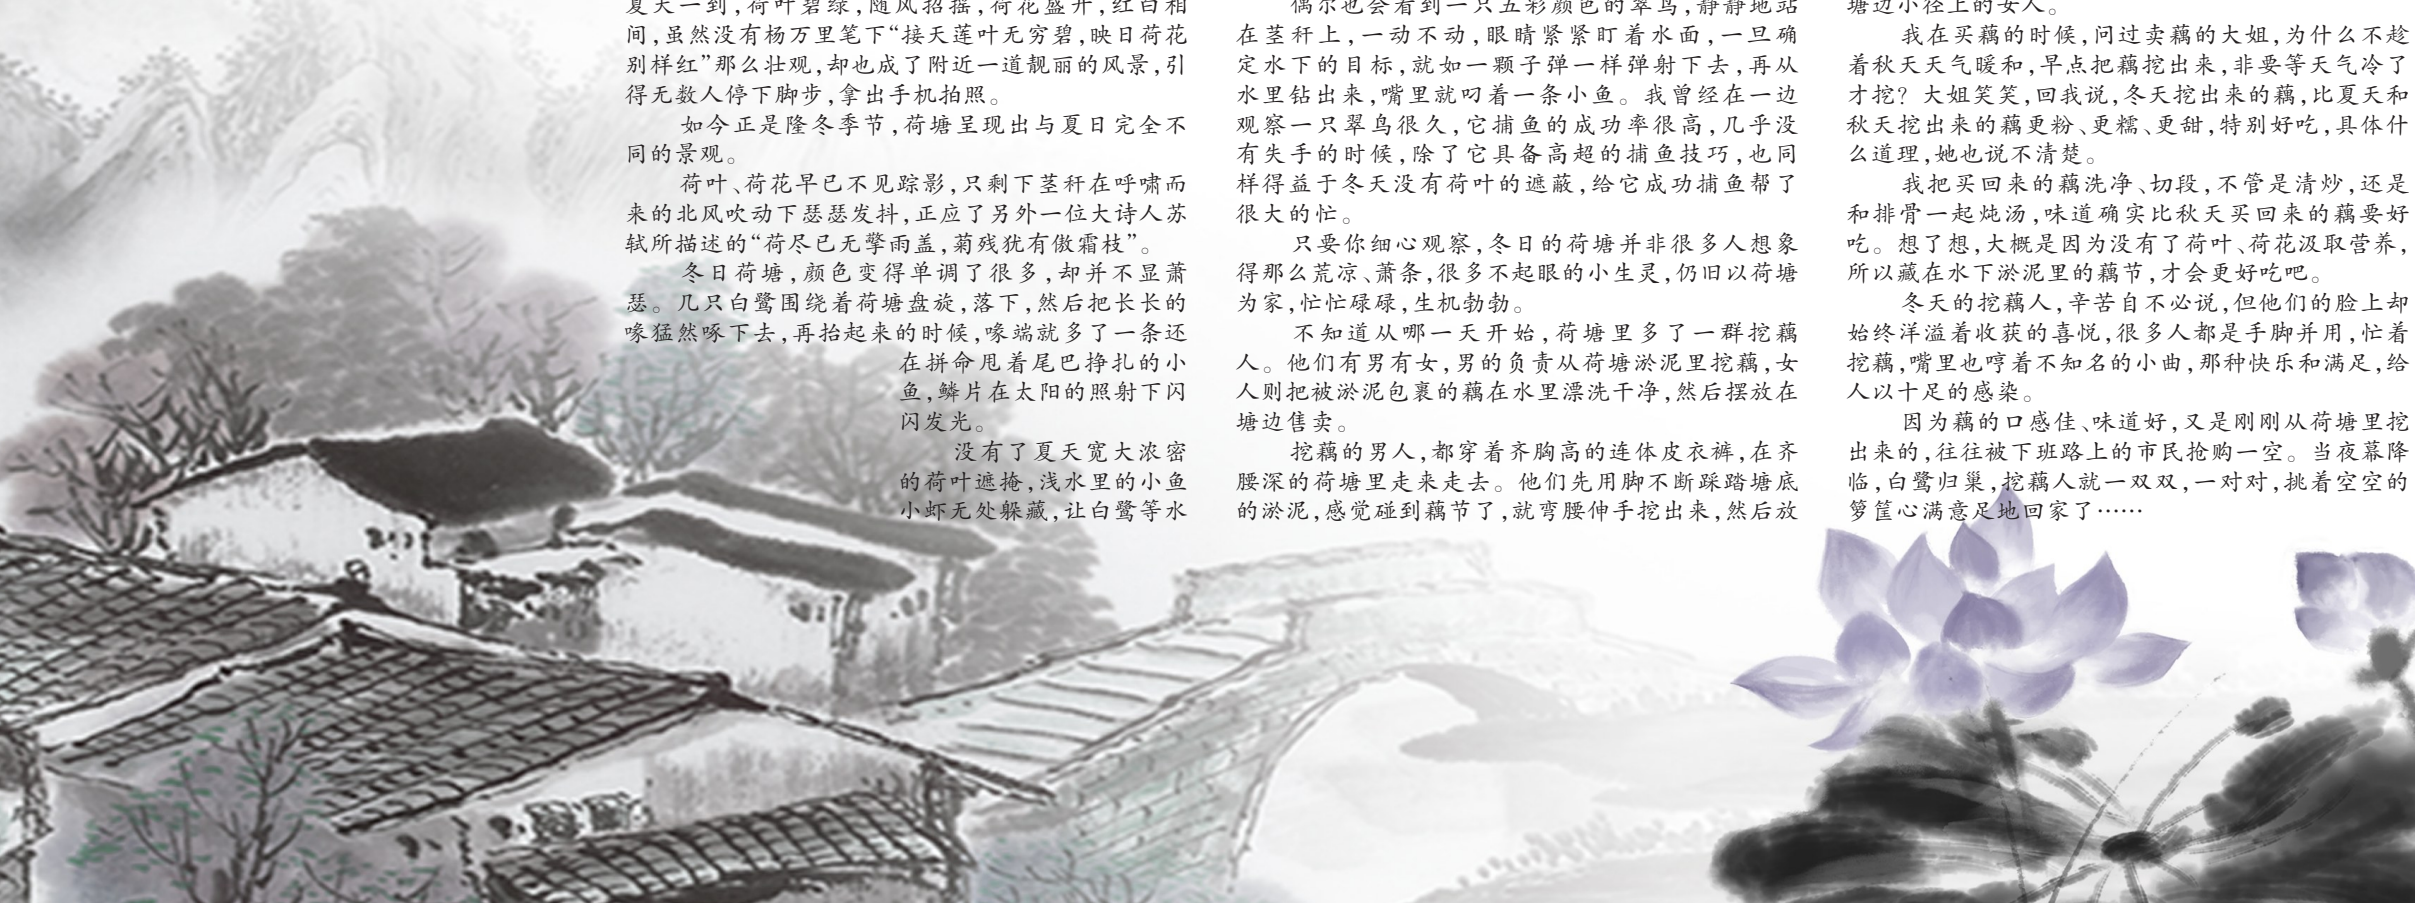 夏天一到,荷叶碧绿,随风招摇,荷花盛开,红白相
间,虽然没有杨万里笔下“接天莲叶无穷碧,映日荷花
别样红”那么壮观,却也成了附近一道靓丽的风景,引
得无数人停下脚步,拿出手机拍照。
如今正是隆冬季节,荷塘呈现出与夏日完全不
同的景观。
荷叶、荷花早已不见踪影,只剩下茎秆在呼啸而
来的北风吹动下瑟瑟发抖,正应了另外一位大诗人苏
轼所描述的“荷尽已无擎雨盖,菊残犹有傲霜枝”。
冬日荷塘,颜色变得单调了很多,却并不显萧
瑟。几只白鹭围绕着荷塘盘旋,落下,然后把长长的
喙猛然啄下去,再抬起来的时候,喙端就多了一条还
在拼命甩着尾巴挣扎的小
鱼,鳞片在太阳的照射下闪
闪发光。
没有了夏天宽大浓密
的荷叶遮掩,浅水里的小鱼
小虾无处躲藏,让白鹭等水
偶尔也会看到一只五彩颜色的翠鸟,静静地站
在茎秆上,一动不动,眼睛紧紧盯着水面,一旦确
定水下的目标,就如一颗子弹一样弹射下去,再从
水里钻出来,嘴里就叼着一条小鱼。我曾经在一边
观察一只翠鸟很久,它捕鱼的成功率很高,几乎没
有失手的时候,除了它具备高超的捕鱼技巧,也同
样得益于冬天没有荷叶的遮蔽,给它成功捕鱼帮了
很大的忙。
只要你细心观察,冬日的荷塘并非很多人想象
得那么荒凉、萧条,很多不起眼的小生灵,仍旧以荷塘
为家,忙忙碌碌,生机勃勃。
不知道从哪一天开始,荷塘里多了一群挖藕
人。他们有男有女,男的负责从荷塘淤泥里挖藕,女
人则把被淤泥包裹的藕在水里漂洗干净,然后摆放在
塘边售卖。
挖藕的男人,都穿着齐胸高的连体皮衣裤,在齐
腰深的荷塘里走来走去。他们先用脚不断踩踏塘底
的淤泥,感觉碰到藕节了,就弯腰伸手挖出来,然后放
塘边小径上的女人。
我在买藕的时候,问过卖藕的大姐,为什么不趁
着秋天天气暖和,早点把藕挖出来,非要等天气冷了
才挖？大姐笑笑,回我说,冬天挖出来的藕,比夏天和
秋天挖出来的藕更粉、更糯、更甜,特别好吃,具体什
么道理,她也说不清楚。
我把买回来的藕洗净、切段,不管是清炒,还是
和排骨一起炖汤,味道确实比秋天买回来的藕要好
吃。想了想,大概是因为没有了荷叶、荷花汲取营养,
所以藏在水下淤泥里的藕节,才会更好吃吧。
冬天的挖藕人,辛苦自不必说,但他们的脸上却
始终洋溢着收获的喜悦,很多人都是手脚并用,忙着
挖藕,嘴里也哼着不知名的小曲,那种快乐和满足,给
人以十足的感染。
因为藕的口感佳、味道好,又是刚刚从荷塘里挖
出来的,往往被下班路上的市民抢购一空。当夜幕降
临,白鹭归巢,挖藕人就一双双,一对对,挑着空空的
箩筐心满意足地回家了……